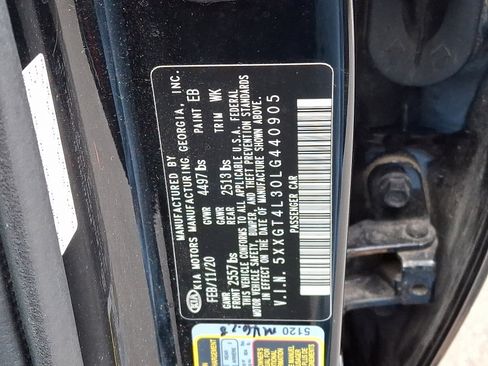 KIA
MANUFACTURED BY
KIA MOTORS MANUFACTURING GEORGIA, INC.
FEB/11/20 GVWR 4497 lbs PAINT EB
GAWR FRONT 2557 lbs GAWR REAR 2513 lbs TRIM WK
THIS VEHICLE CONFORMS TO ALL APPLICABLE U.S.A. FEDERAL
MOTOR VEHICLE SAFETY, BUMPER, AND THEFT PREVENTION STANDARDS
IN EFFECT ON THE DATE OF MANUFACTURE SHOWN ABOVE.
V.I.N. 5XXGT4L30LG440905
PASSENGER CAR
5120